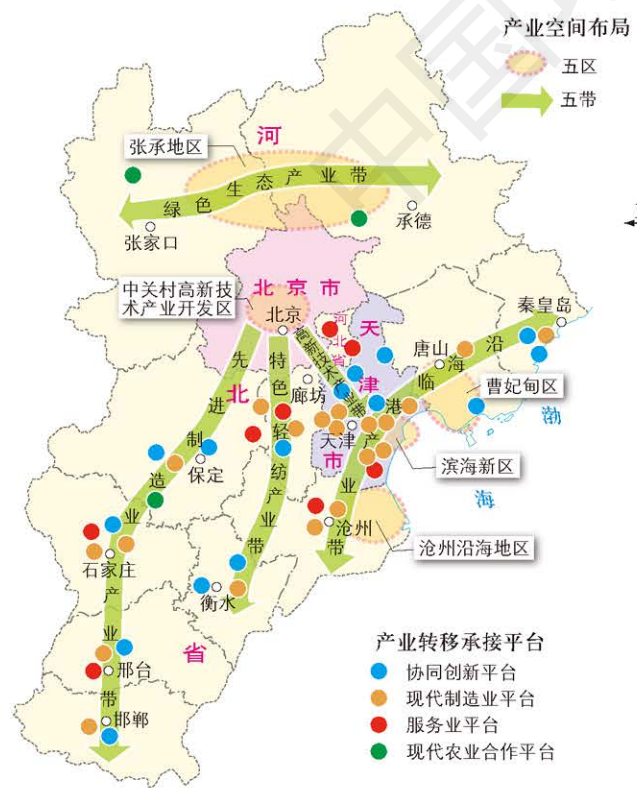 产业空间布局
五区
五带
河
张承地区
绿色生态产业带
张家口
承德
北京市
中关村高新技
术产业开发区
北京
河北省
天
津
市
秦皇岛
唐山
沿海临港产业带
曹妃甸区
渤
海
廊坊
天津
滨海新区
先进制造业产业带
特色轻纺产业带
北
保定
沧州
沧州沿海地区
石家庄
衡水
省
邢台
邯郸
产业转移承接平台
协同创新平台
现代制造业平台
服务业平台
现代农业合作平台